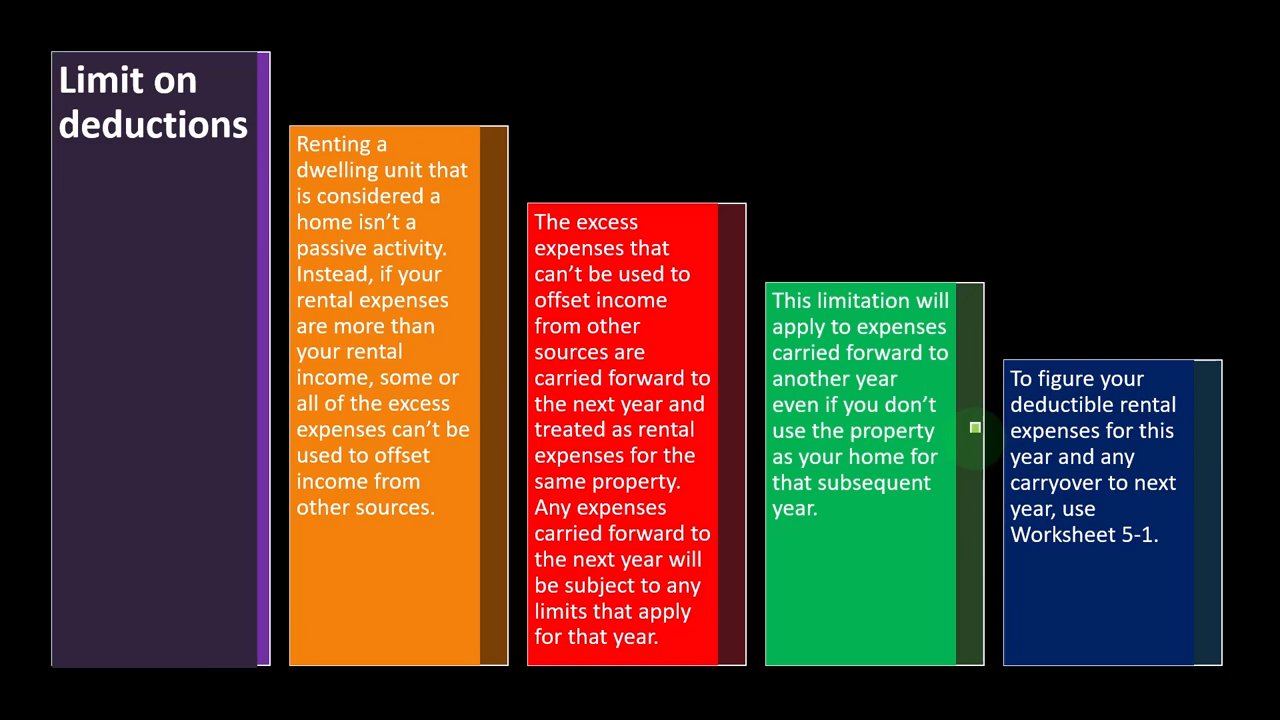 Limit on
deductions
Renting a
dwelling unit that
is considered a
home isn’t a
passive activity.
Instead, if your
rental expenses
are more than
your rental
income, some or
all of the excess
expenses can’t be
used to offset
income from
other sources.
The excess
expenses that
can’t be used to
offset income
from other
sources are
carried forward to
the next year and
treated as rental
expenses for the
same property.
Any expenses
carried forward to
the next year will
be subject to any
limits that apply
for that year.
This limitation will
apply to expenses
carried forward to
another year
even if you don’t
use the property
as your home for
that subsequent
year.
To figure your
deductible rental
expenses for this
year and any
carryover to next
year, use
Worksheet 5-1.